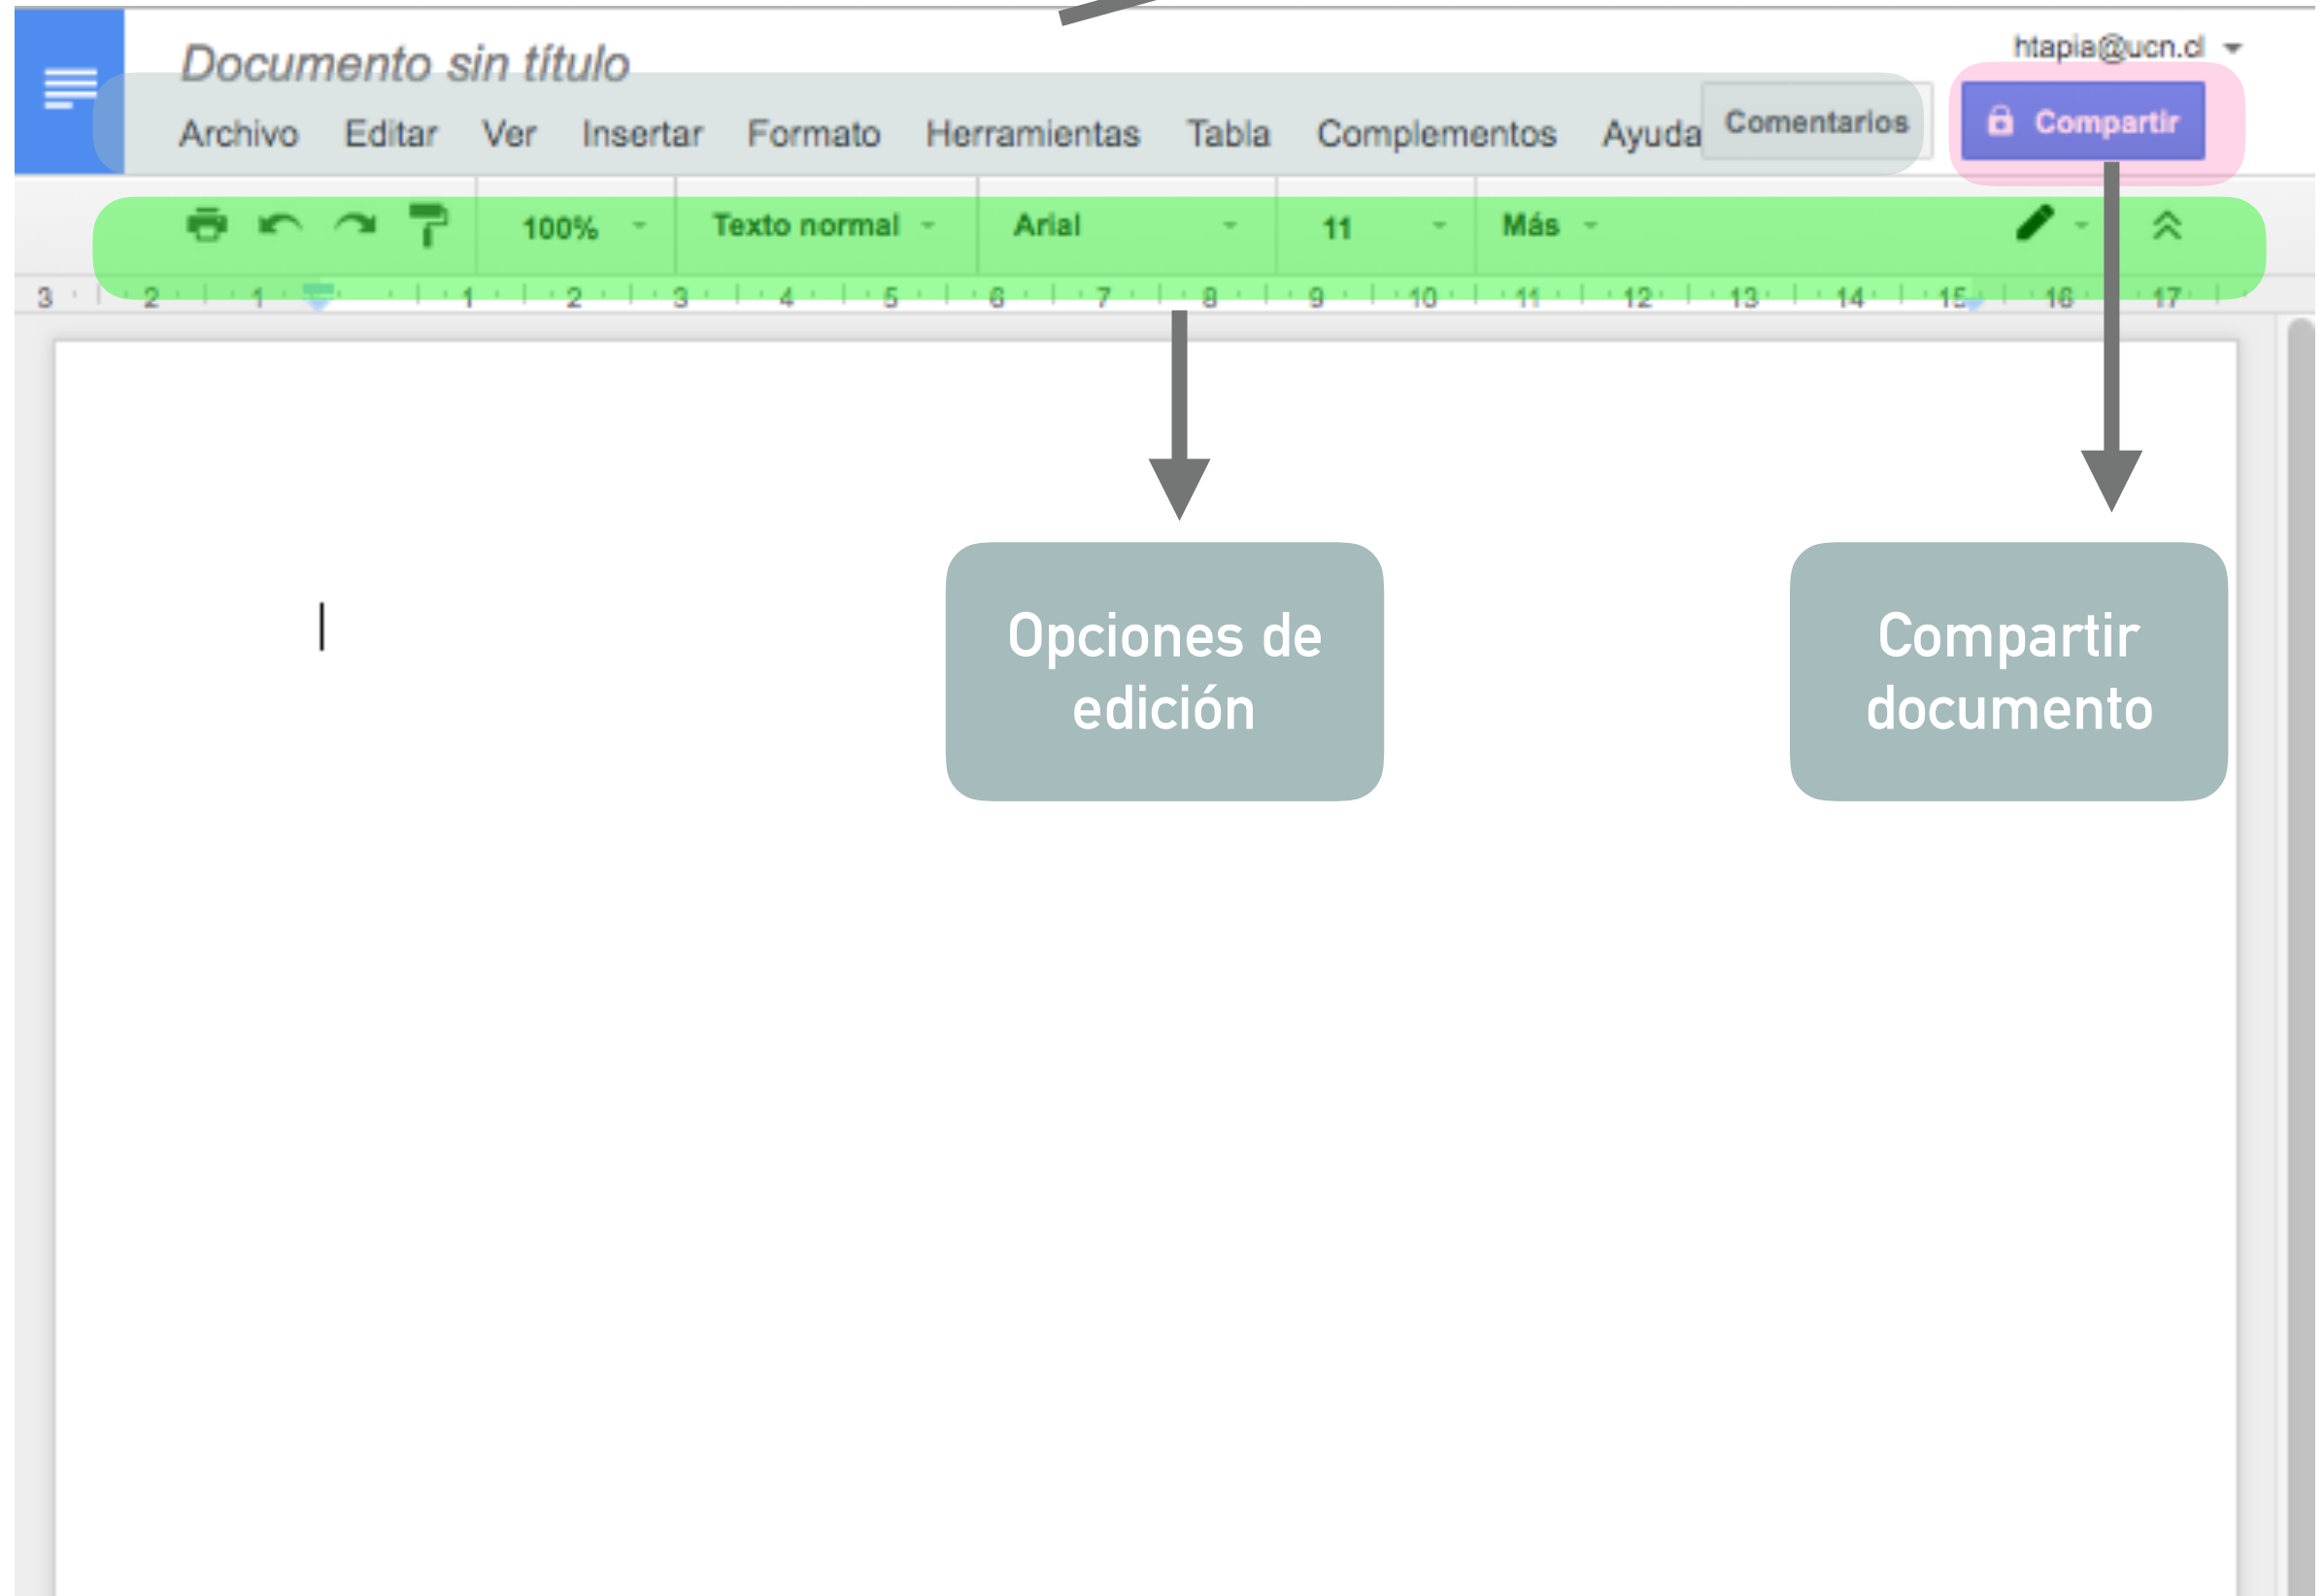 Documento sin título
htapia@ucn.cl
Archivo Editar Ver Insertar Formato Herramientas Tabla Complementos Ayuda Comentarios Compartir
100% Texto normal Arial 11 Más
3 2 1 1 2 3 4 5 6 7 8 9 10 11 12 13 14 15 16 17
Opciones de
edición
Compartir
documento